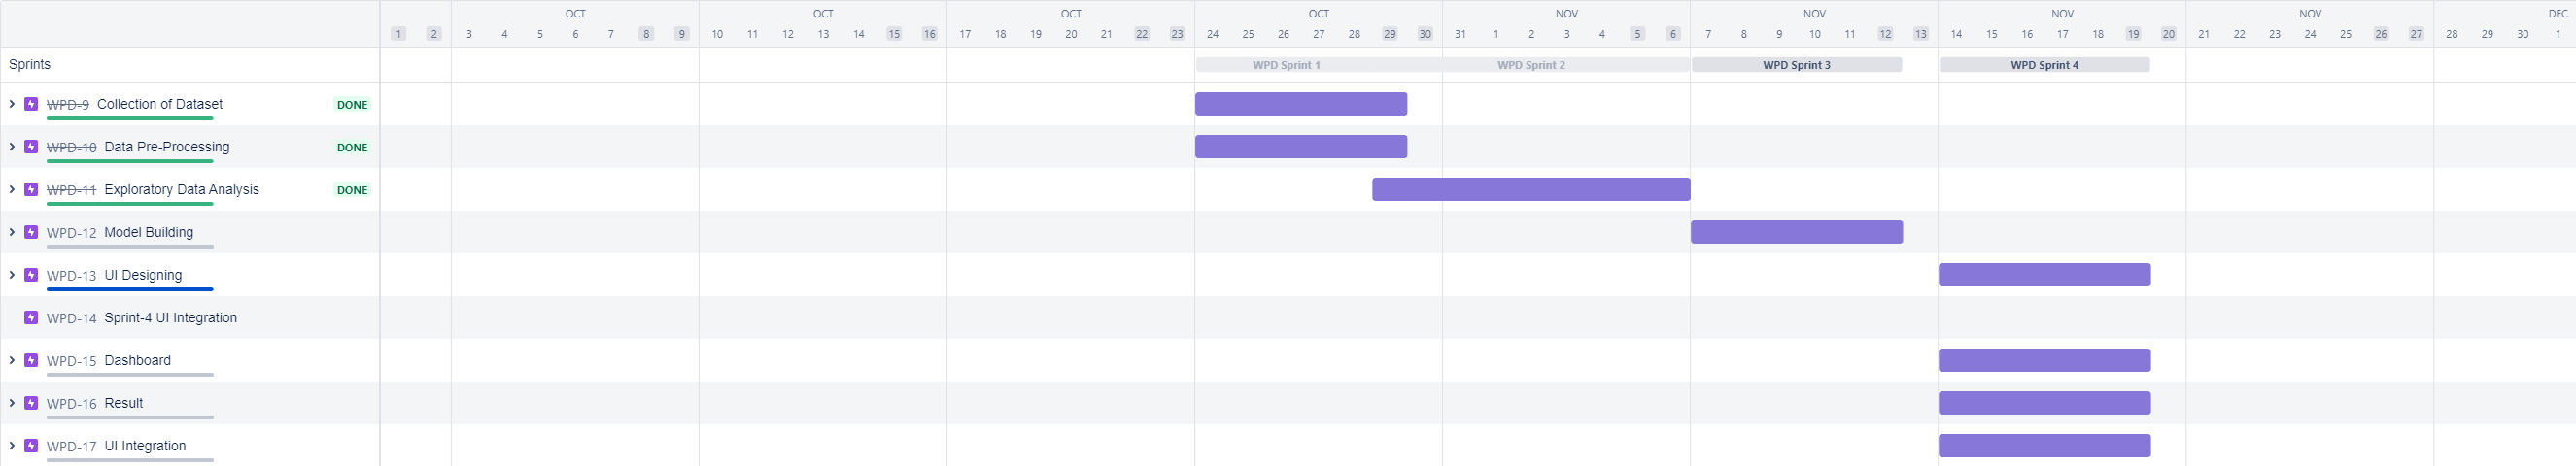 OCT OCT OCT OCT NOV NOV NOV NOV DEC
1 2 3 4 5 6 7 8 9 10 11 12 13 14 15 16 17 18 19 20 21 22 23 24 25 26 27 28 29 30 31 1 2 3 4 5 6 7 8 9 10 11 12 13 14 15 16 17 18 19 20 21 22 23 24 25 26 27 28 29 30 1
Sprints WPD Sprint 1 WPD Sprint 2 WPD Sprint 3 WPD Sprint 4
WPD-9 Collection of Dataset DONE
WPD-10 Data Pre-Processing DONE
WPD-11 Exploratory Data Analysis DONE
WPD-12 Model Building
WPD-13 UI Designing
WPD-14 Sprint-4 UI Integration
WPD-15 Dashboard
WPD-16 Result
WPD-17 UI Integration